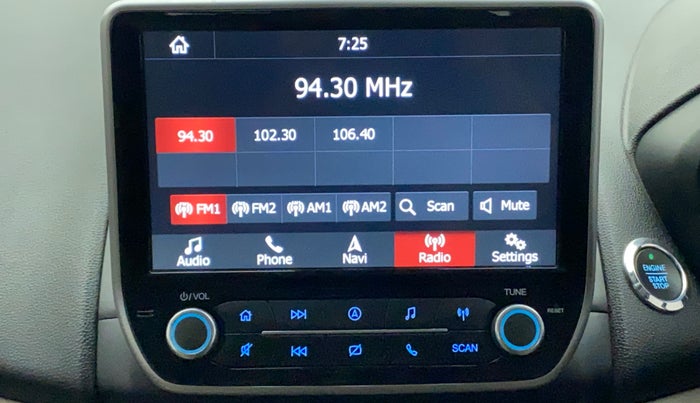 7:25
94.30 MHz
94.30 102.30 106.40
FM1 FM2 AM1 AM2 Scan Mute
Audio Phone Navi Radio Settings
/VOL TUNE
RESET
A
SCAN
ENGINE
START
STOP